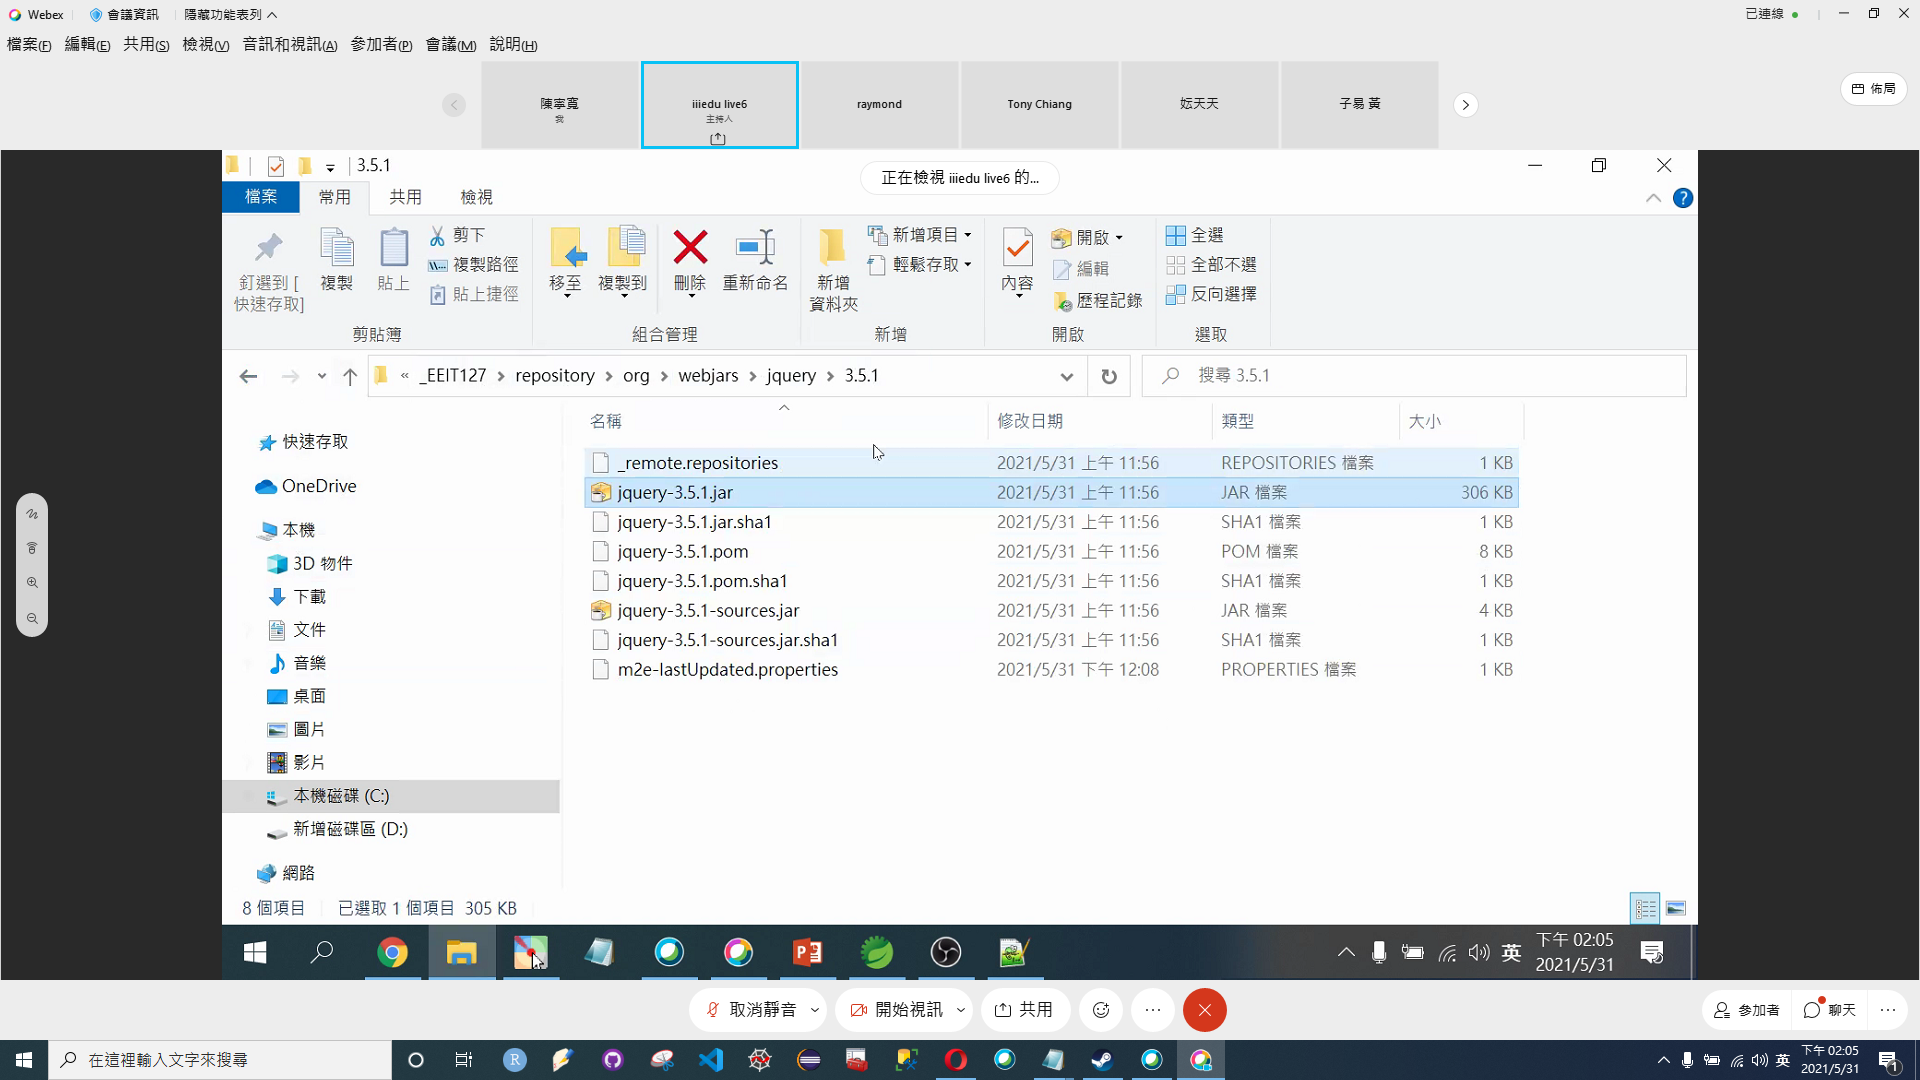 Webex 會議資訊 隱藏功能表列 已連線
檔案(F) 編輯(E) 共用(S) 檢視(V) 音訊和視訊(A) 參加者(P) 會議(M) 說明(H)
陳寧寬
我
iiiedu live6
主持人
raymond
Tony Chiang
妶天天
子易 黃
佈局
3.5.1
正在檢視 iiiedu live6 的...
檔案 常用 共用 檢視
釘選到 [
快速存取]
複製
貼上
剪下
複製路徑
貼上捷徑
剪貼簿
移至
複製到
刪除
重新命名
組合管理
新增
資料夾
新增項目
輕鬆存取
新增
內容
開啟
編輯
歷程記錄
開啟
全選
全部不選
反向選擇
選取
« _EEIT127 > repository > org > webjars > jquery > 3.5.1
搜尋 3.5.1
名稱 修改日期 類型 大小
_remote.repositories 2021/5/31 上午 11:56 REPOSITORIES 檔案 1 KB
jquery-3.5.1.jar 2021/5/31 上午 11:56 JAR 檔案 306 KB
jquery-3.5.1.jar.sha1 2021/5/31 上午 11:56 SHA1 檔案 1 KB
jquery-3.5.1.pom 2021/5/31 上午 11:56 POM 檔案 8 KB
jquery-3.5.1.pom.sha1 2021/5/31 上午 11:56 SHA1 檔案 1 KB
jquery-3.5.1-sources.jar 2021/5/31 上午 11:56 JAR 檔案 4 KB
jquery-3.5.1-sources.jar.sha1 2021/5/31 上午 11:56 SHA1 檔案 1 KB
m2e-lastUpdated.properties 2021/5/31 下午 12:08 PROPERTIES 檔案 1 KB
快速存取
OneDrive
本機
3D 物件
下載
文件
音樂
桌面
圖片
影片
本機磁碟 (C:)
新增磁碟區 (D:)
網路
8 個項目 已選取 1 個項目 305 KB
英
下午 02:05
2021/5/31
取消靜音 開始視訊 共用 參加者 聊天
在這裡輸入文字來搜尋
英
下午 02:05
2021/5/31
1